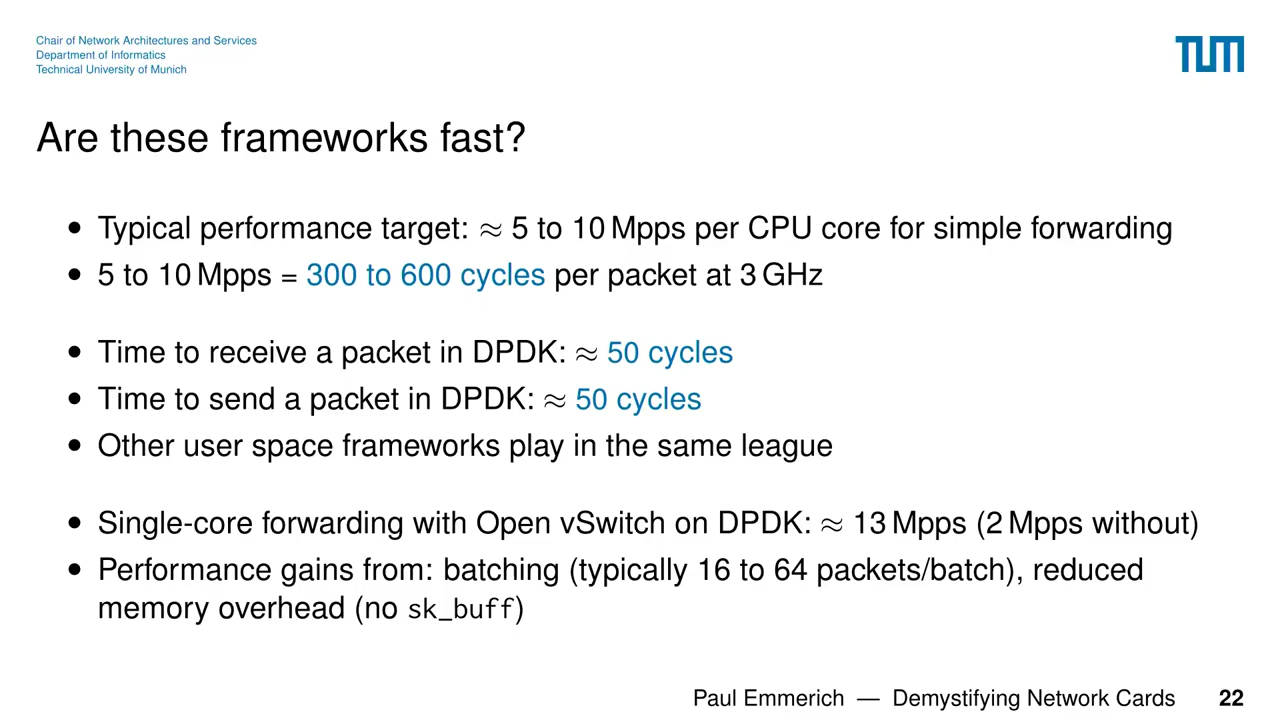 Chair of Network Architectures and Services
Department of Informatics
Technical University of Munich
TUM
Are these frameworks fast?
• Typical performance target: ≈ 5 to 10 Mpps per CPU core for simple forwarding
• 5 to 10 Mpps = 300 to 600 cycles per packet at 3 GHz
• Time to receive a packet in DPDK: ≈ 50 cycles
• Time to send a packet in DPDK: ≈ 50 cycles
• Other user space frameworks play in the same league
• Single-core forwarding with Open vSwitch on DPDK: ≈ 13 Mpps (2 Mpps without)
• Performance gains from: batching (typically 16 to 64 packets/batch), reduced
memory overhead (no sk_buff)
Paul Emmerich — Demystifying Network Cards 22